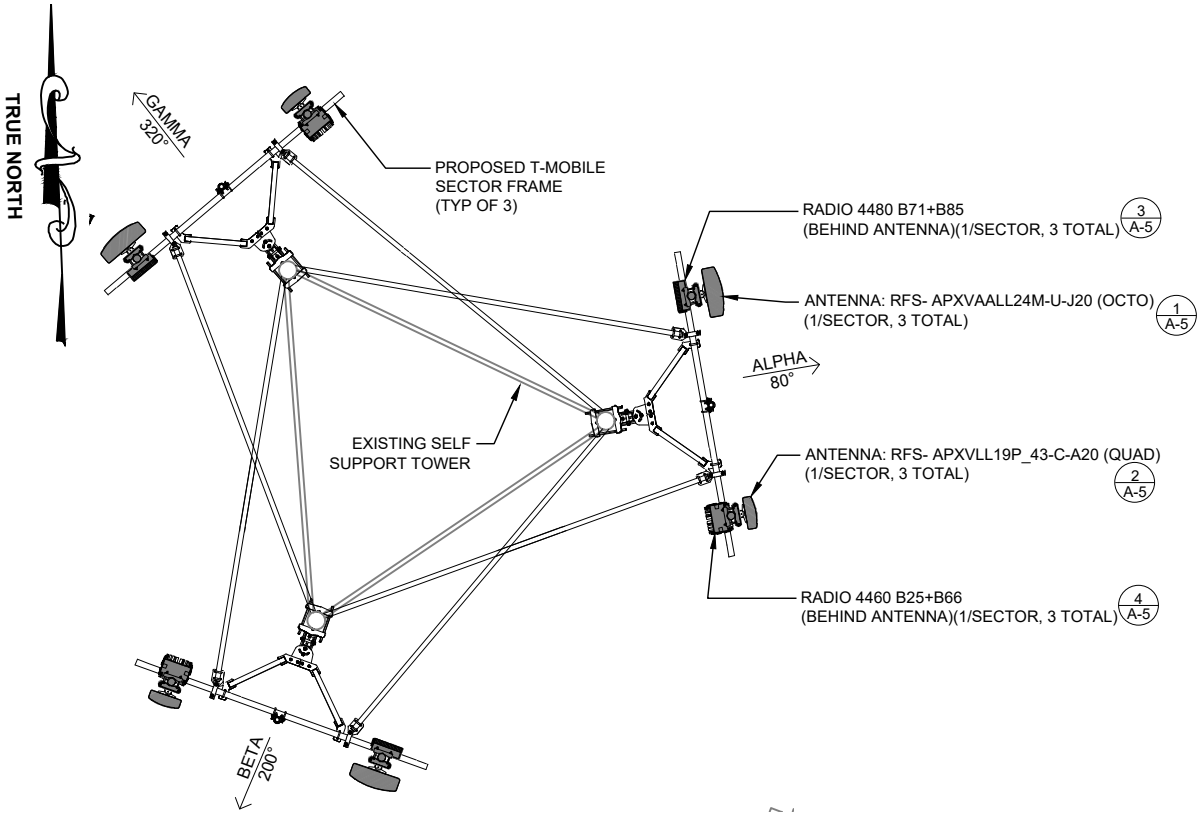 TRUE NORTH
GAMMA
320°
PROPOSED T-MOBILE
SECTOR FRAME
(TYP OF 3)
RADIO 4480 B71+B85
(BEHIND ANTENNA)(1/SECTOR, 3 TOTAL)
3
A-5
ANTENNA: RFS- APXVAALL24M-U-J20 (OCTO)
(1/SECTOR, 3 TOTAL)
1
A-5
ALPHA
80°
EXISTING SELF
SUPPORT TOWER
ANTENNA: RFS- APXVLL19P_43-C-A20 (QUAD)
(1/SECTOR, 3 TOTAL)
2
A-5
RADIO 4460 B25+B66
(BEHIND ANTENNA)(1/SECTOR, 3 TOTAL)
4
A-5
BETA
200°